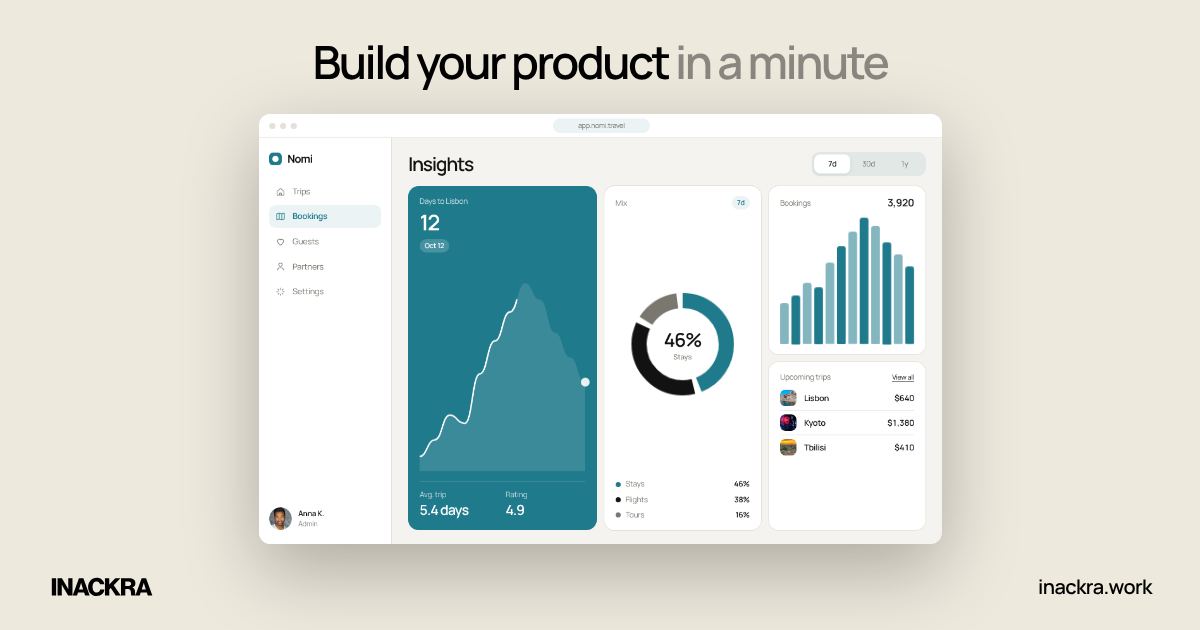 Build your product in a minute
app.nomi.travel
Nomi
Trips
Bookings
Guests
Partners
Settings
Anna K.
Admin
Insights
7d 30d 1y
Days to Lisbon
12
Oct 12
Avg. trip Rating
5.4 days 4.9
Mix 7d
46%
Stays
Stays 46%
Flights 38%
Tours 16%
Bookings 3,920
Upcoming trips View all
Lisbon $640
Kyoto $1,380
Tbilisi $410
INACKRA
inackra.work